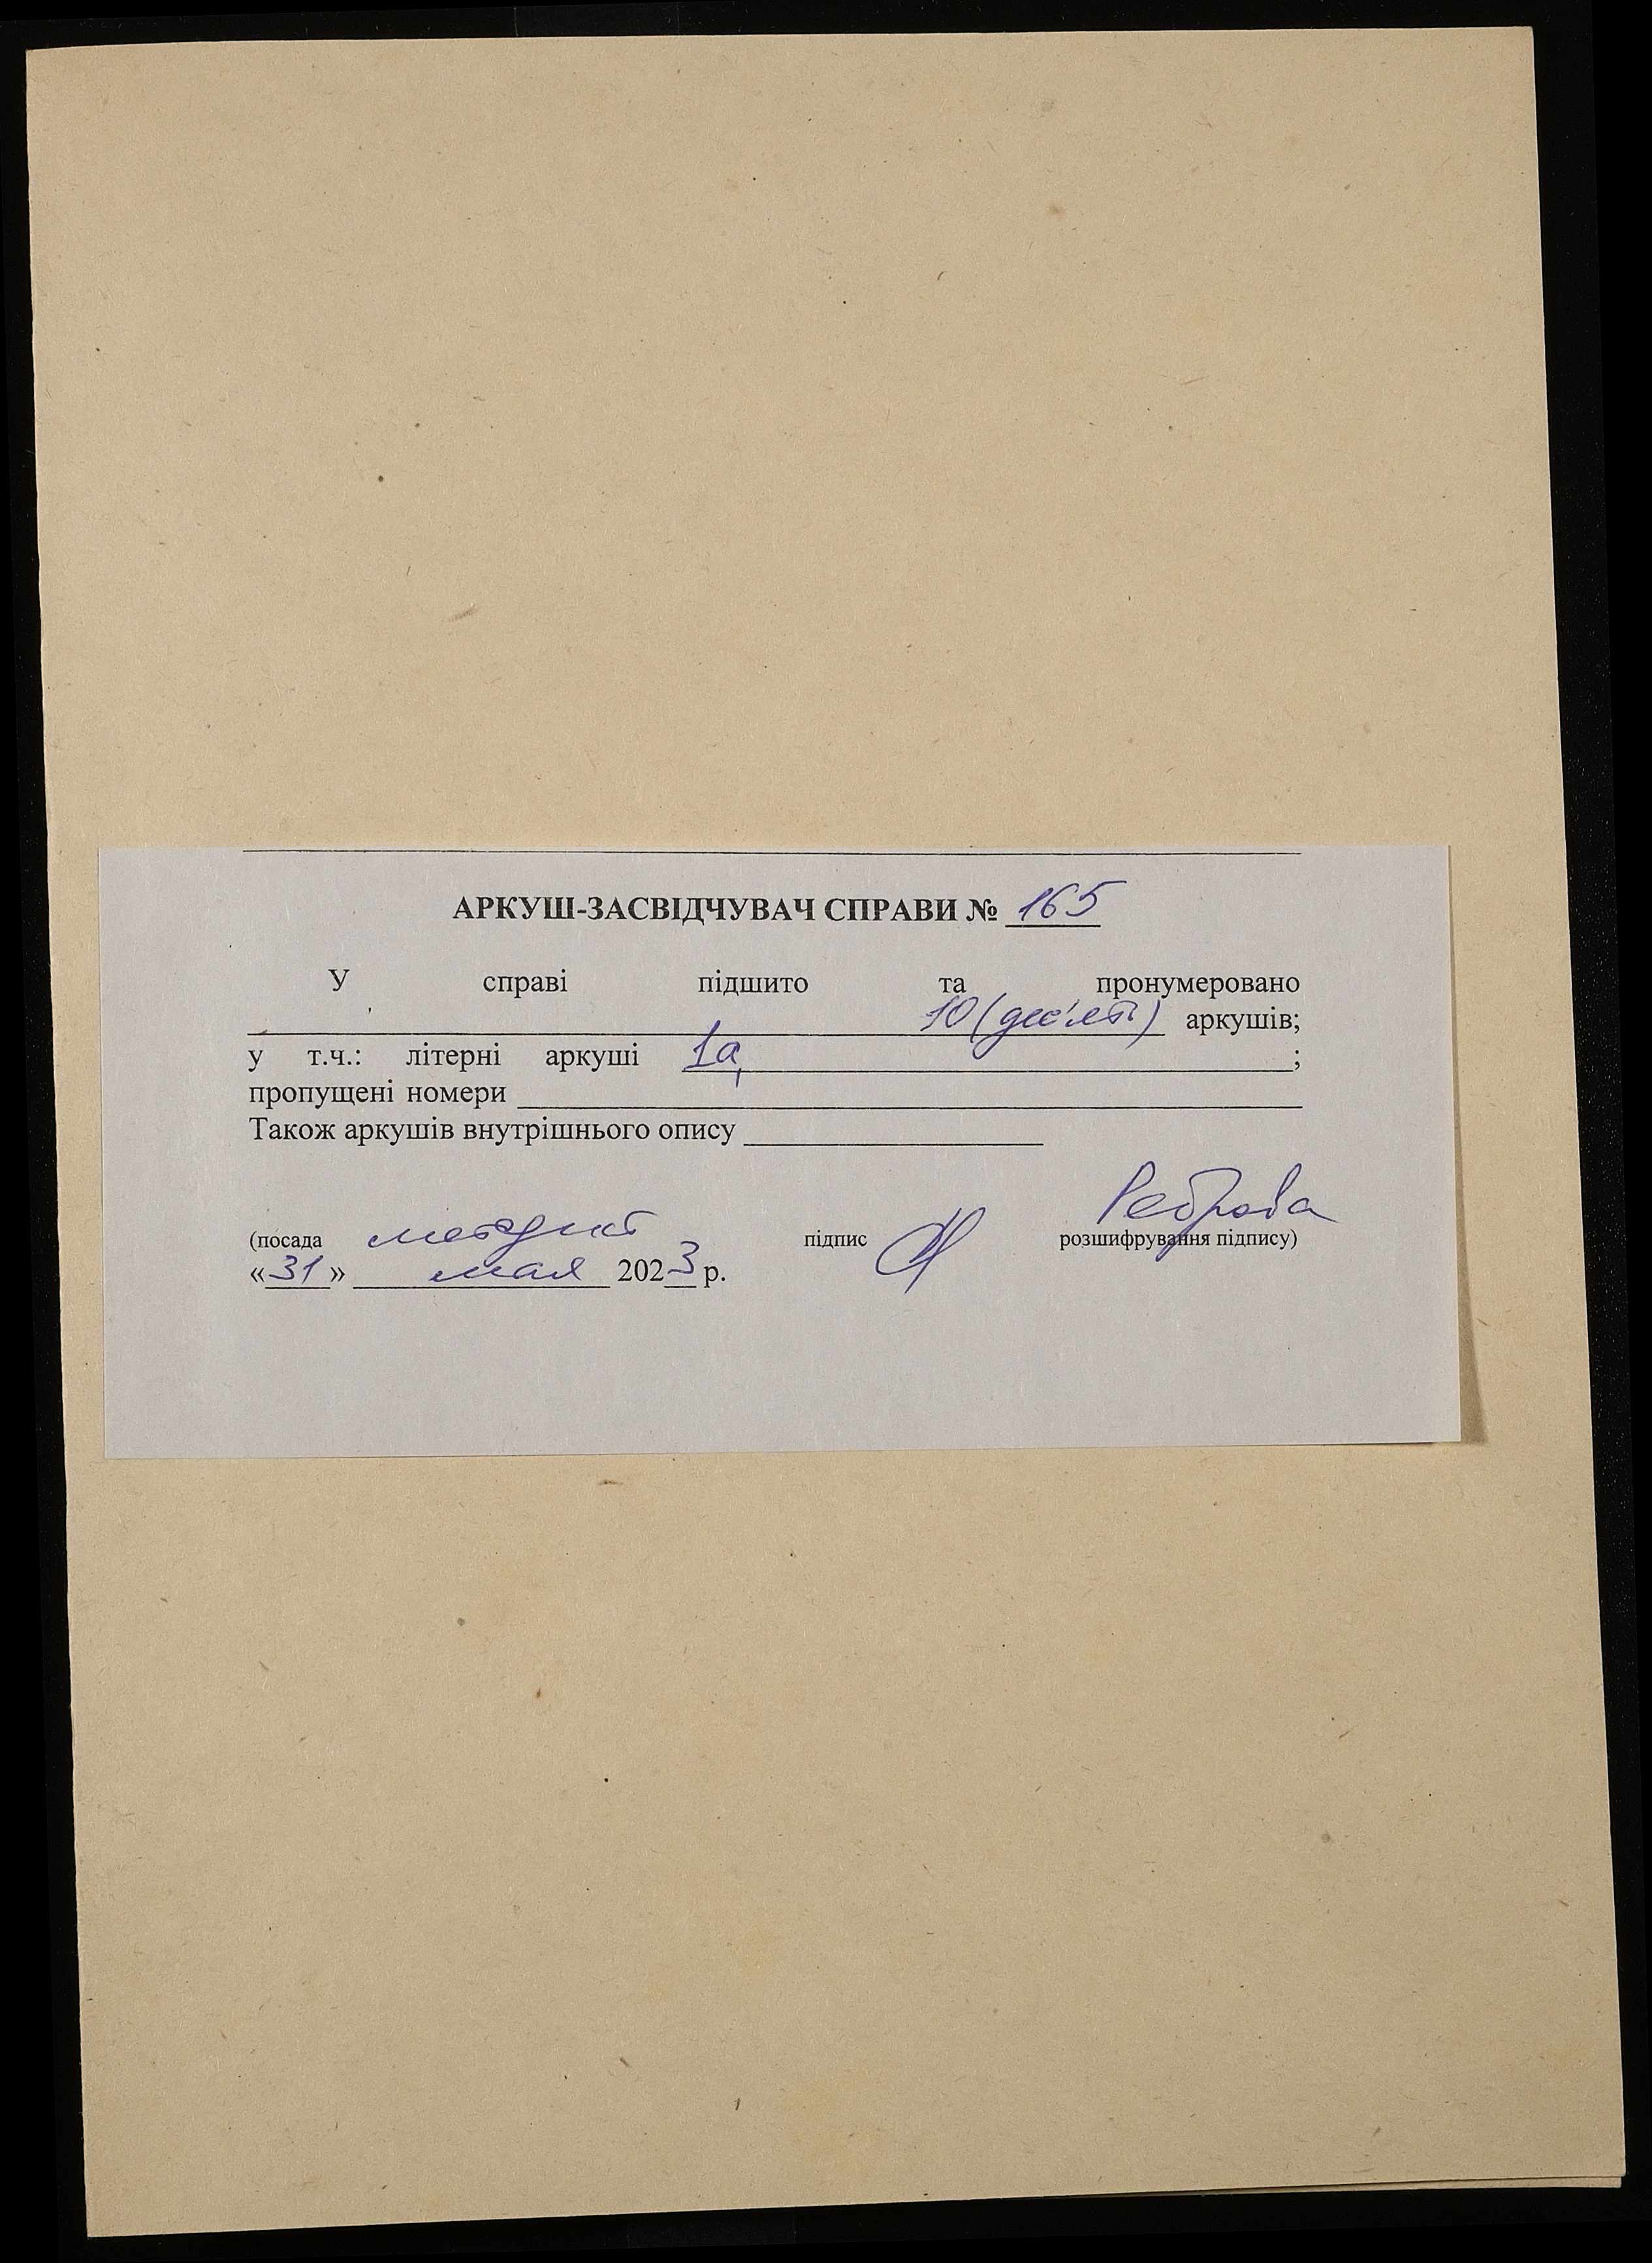 АРКУШ-ЗАСВІДЧУВАЧ СПРАВИ № 165
У справі підшито та пронумеровано
10 (десять) аркушів;
у т.ч.: літерні аркуші 1а, ;
пропущені номери
Також аркушів внутрішнього опису
(посада методист підпис Реброва розшифрування підпису)
«31» мая 2023 р.